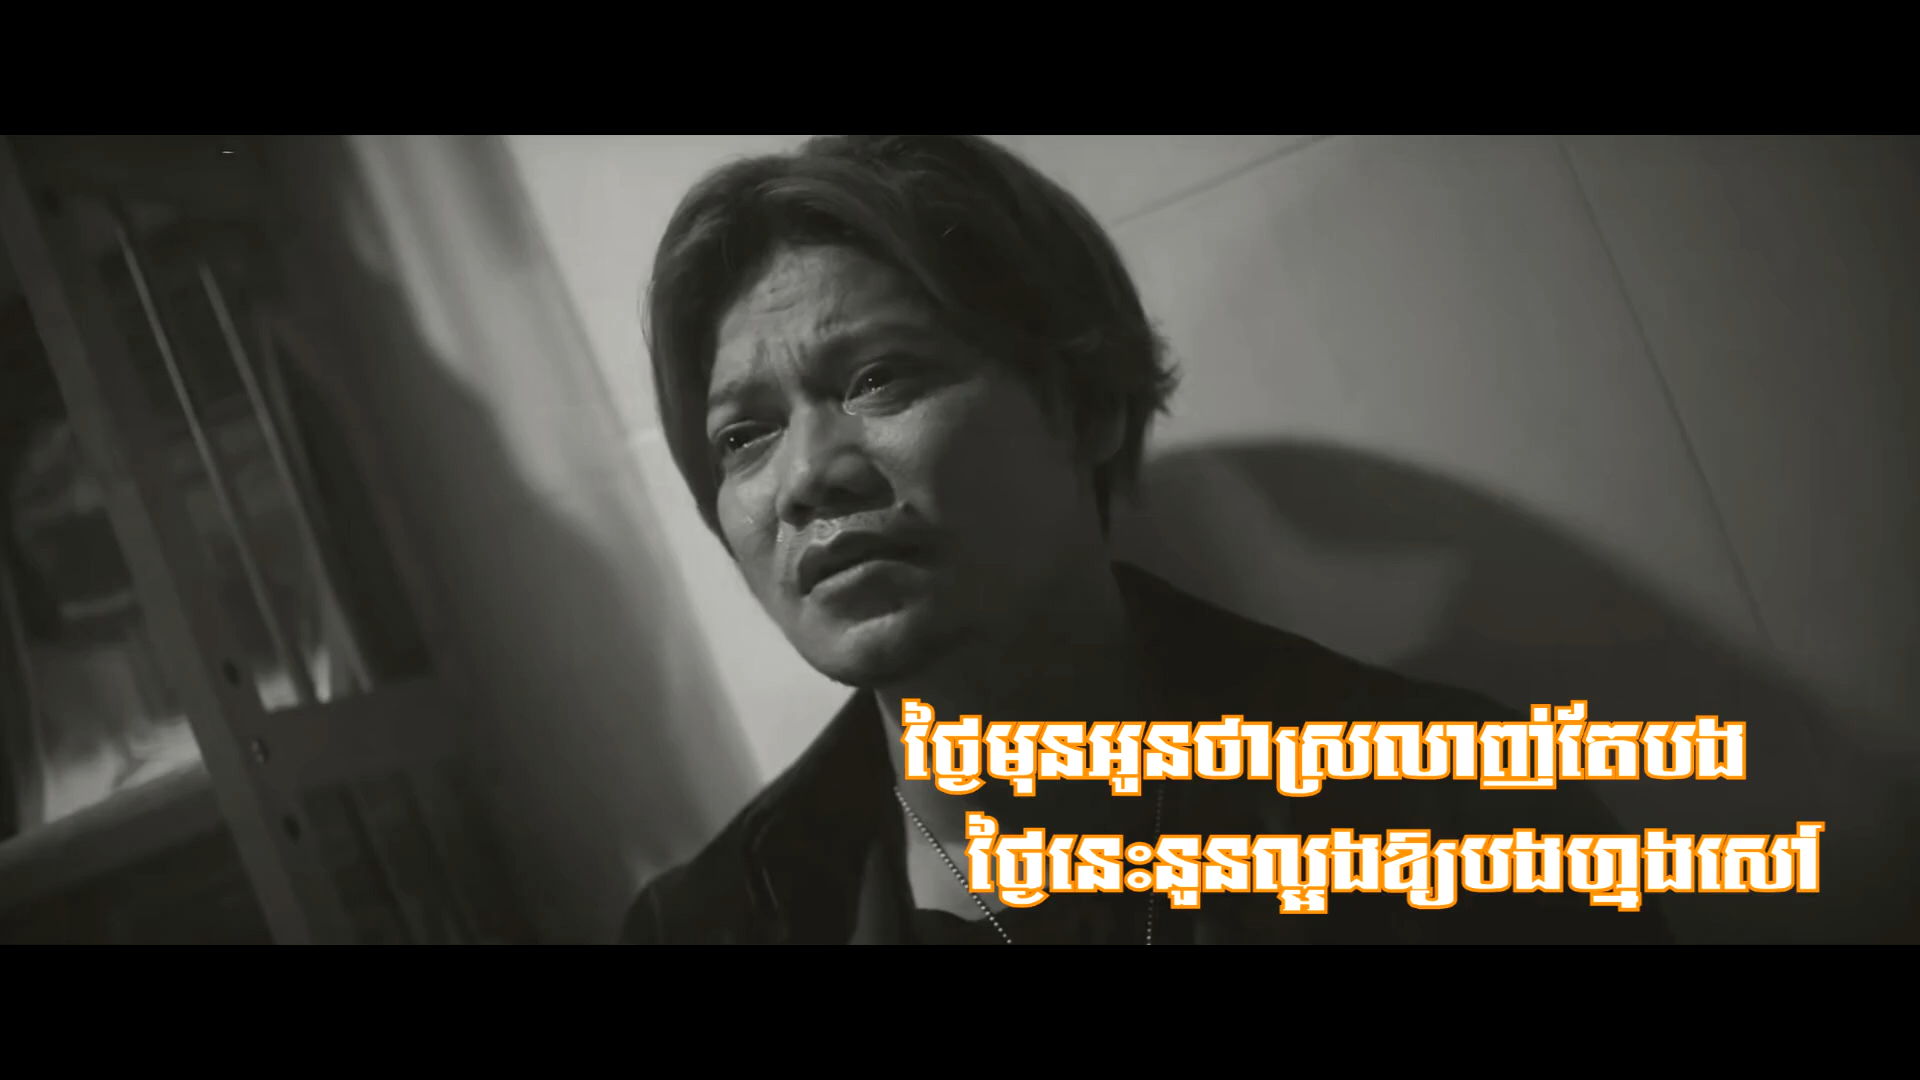 ថ្ងៃមុនអូនថាស្រលាញ់តែបង
ថ្ងៃនេះនួនល្អងឱ្យបងហ្មងសៅ